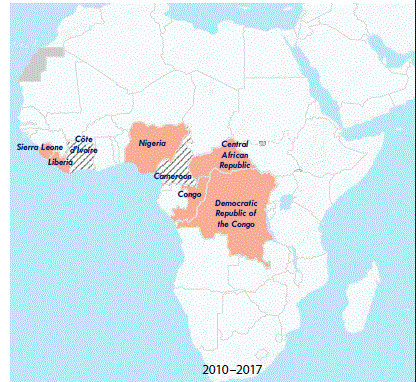 Côte
d'Ivoire
Sierra Leone
Liberia
Nigeria
Cameroon
Central
African
Republic
Congo
Democratic
Republic of
the Congo
2010–2017